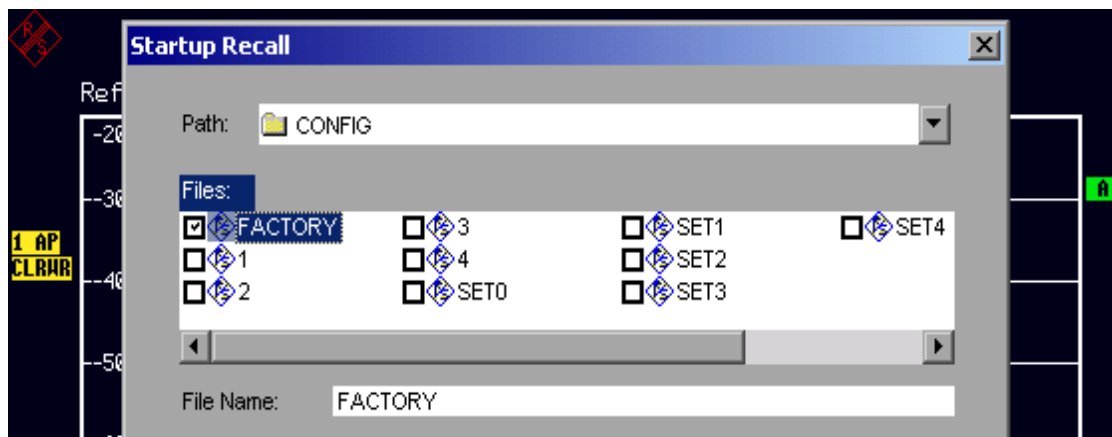 R
S
Startup Recall
Ref
Path: CONFIG
-20
Files:
--30
A
FACTORY 3 SET1 SET4
1 AP
1 4 SET2
CLRWR
--40
2 SET0 SET3
--50
File Name: FACTORY